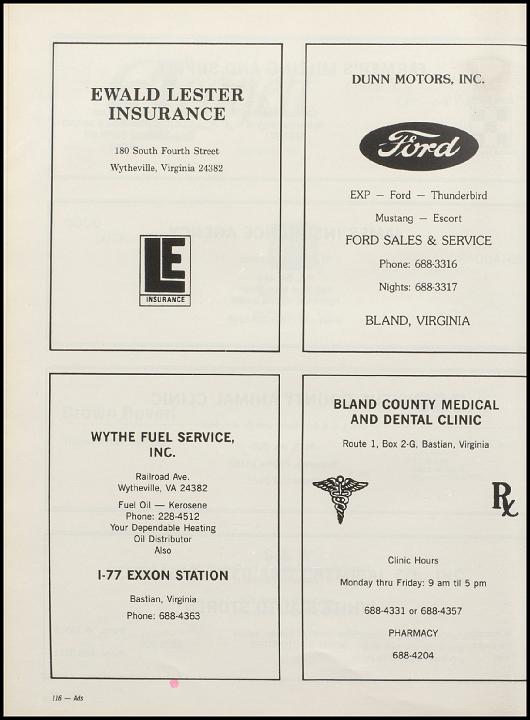 EWALD LESTER
INSURANCE
180 South Fourth Street
Wytheville, Virginia 24382
LE
INSURANCE
DUNN MOTORS, INC.
Ford
EXP — Ford — Thunderbird
Mustang — Escort
FORD SALES & SERVICE
Phone: 688-3316
Nights: 688-3317
BLAND, VIRGINIA
WYTHE FUEL SERVICE,
INC.
Railroad Ave.
Wytheville, VA 24382
Fuel Oil — Kerosene
Phone: 228-4512
Your Dependable Heating
Oil Distributor
Also
I-77 EXXON STATION
Bastian, Virginia
Phone: 688-4363
BLAND COUNTY MEDICAL
AND DENTAL CLINIC
Route 1, Box 2-G, Bastian, Virginia
Rx
Clinic Hours
Monday thru Friday: 9 am til 5 pm
688-4331 or 688-4357
PHARMACY
688-4204
116 — Ads